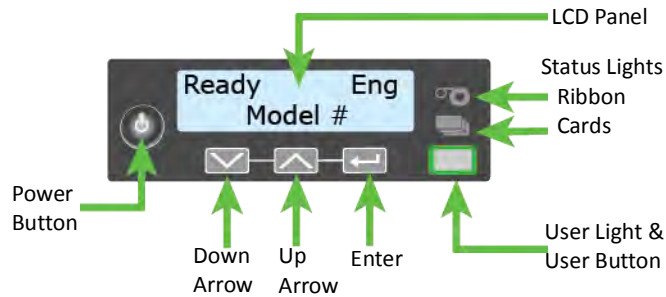 LCD Panel
Ready Eng
Model #
Status Lights
Ribbon
Cards
Power
Button
Down
Arrow
Up
Arrow
Enter
User Light &
User Button